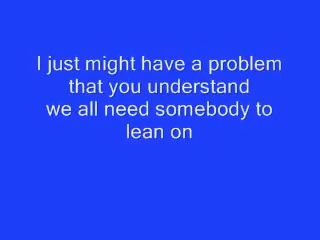 I just might have a problem
that you understand
we all need somebody to
lean on